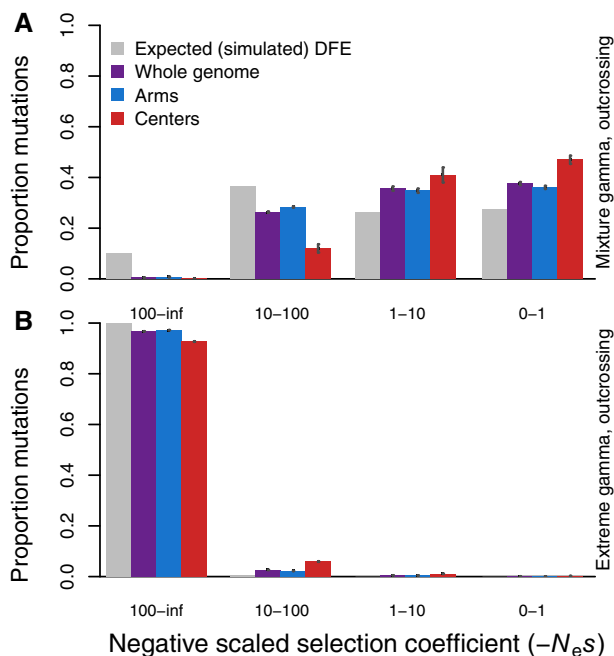 A
1.0
0.8
0.6
0.4
0.2
0.0
Proportion mutations
Expected (simulated) DFE
Whole genome
Arms
Centers
Mixture gamma, outcrossing
100−inf
10−100
1−10
0−1
B
1.0
0.8
0.6
0.4
0.2
0.0
Proportion mutations
Extreme gamma, outcrossing
100−inf
10−100
1−10
0−1
Negative scaled selection coefficient (−Nes)